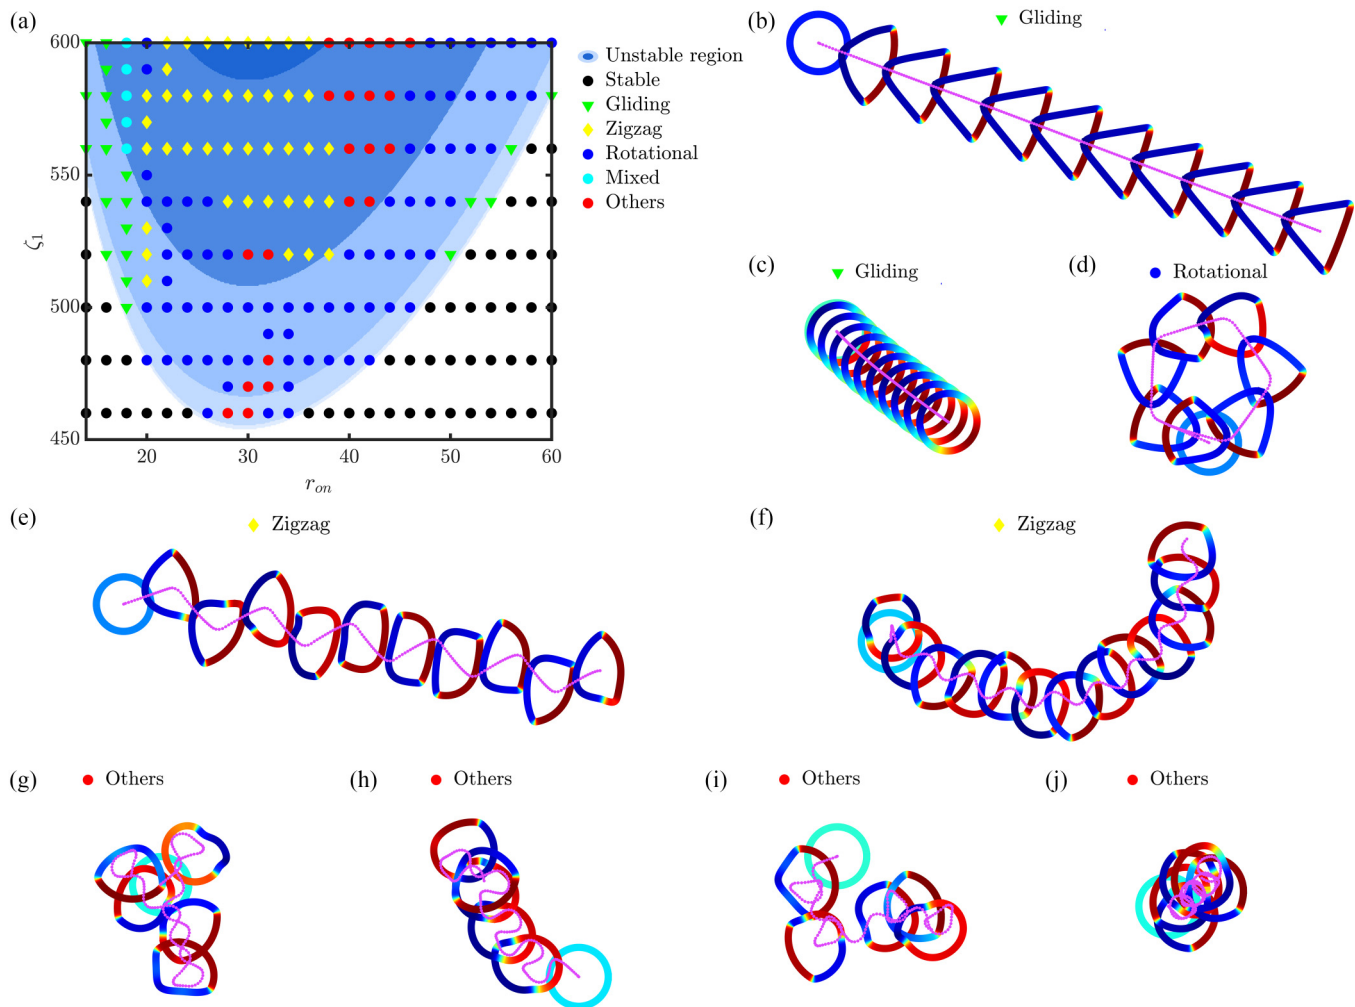 (a)
600
550
500
450
ζ1
20
30
40
50
60
r_on
Unstable region
Stable
Gliding
Zigzag
Rotational
Mixed
Others
(b)
Gliding
(c)
Gliding
(d)
Rotational
(e)
Zigzag
(f)
Zigzag
(g)
Others
(h)
Others
(i)
Others
(j)
Others